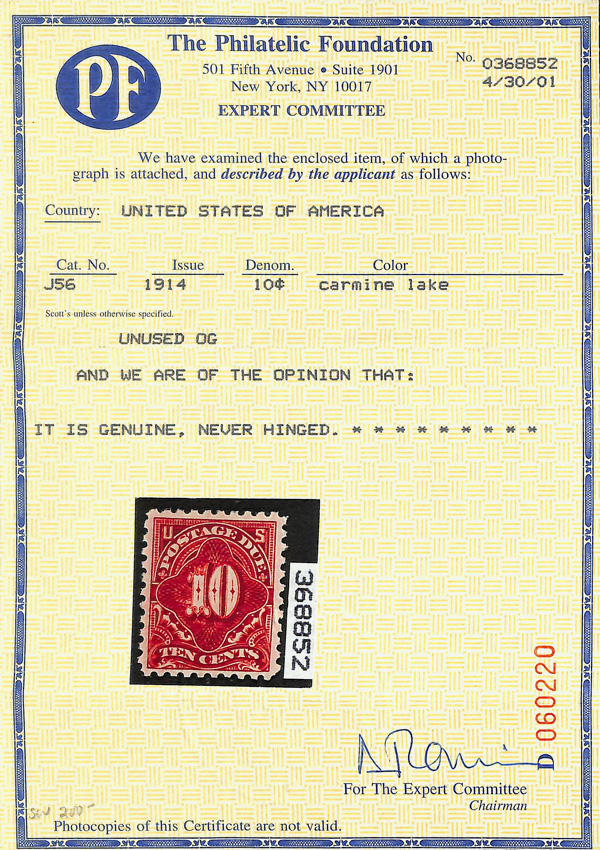 PF
The Philatelic Foundation
501 Fifth Avenue • Suite 1901
New York, NY 10017
EXPERT COMMITTEE
No. 0368852
4/30/01
We have examined the enclosed item, of which a photo-
graph is attached, and described by the applicant as follows:
Country: UNITED STATES OF AMERICA
Cat. No. Issue Denom. Color
J56 1914 10¢ carmine lake
Scott's unless otherwise specified.
UNUSED OG
AND WE ARE OF THE OPINION THAT:
IT IS GENUINE, NEVER HINGED. * * * * * * * * *
U S
POSTAGE DUE
10
TEN CENTS
368852
D 060220
For The Expert Committee
Chairman
200-
Photocopies of this Certificate are not valid.